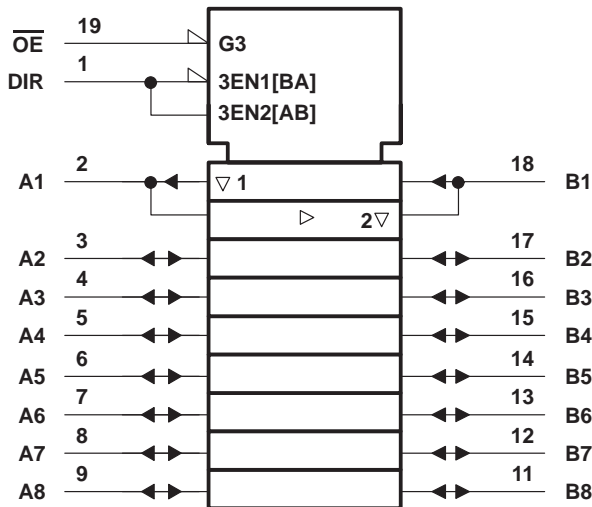 OE 19 G3
DIR 1 3EN1[BA]
3EN2[AB]
A1 2 ▽ 1 18 B1
▷ 2▽
A2 3 17 B2
A3 4 16 B3
A4 5 15 B4
A5 6 14 B5
A6 7 13 B6
A7 8 12 B7
A8 9 11 B8